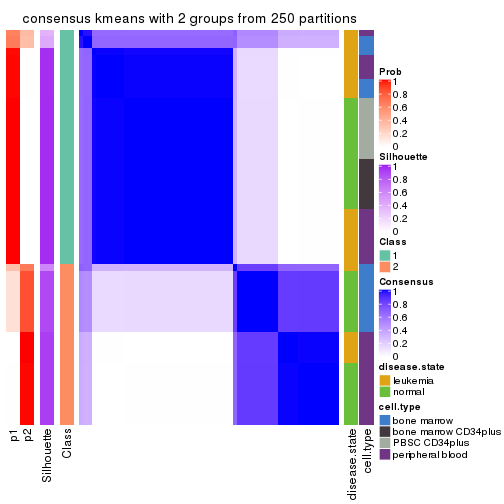 consensus kmeans with 2 groups from 250 partitions
Prob
1
0.8
0.6
0.4
0.2
0
Silhouette
1
0.8
0.6
0.4
0.2
0
Class
1
2
Consensus
1
0.8
0.6
0.4
0.2
0
disease.state
leukemia
normal
cell.type
bone marrow
bone marrow CD34plus
PBSC CD34plus
peripheral blood
p1
p2
Silhouette
Class
disease.state
cell.type